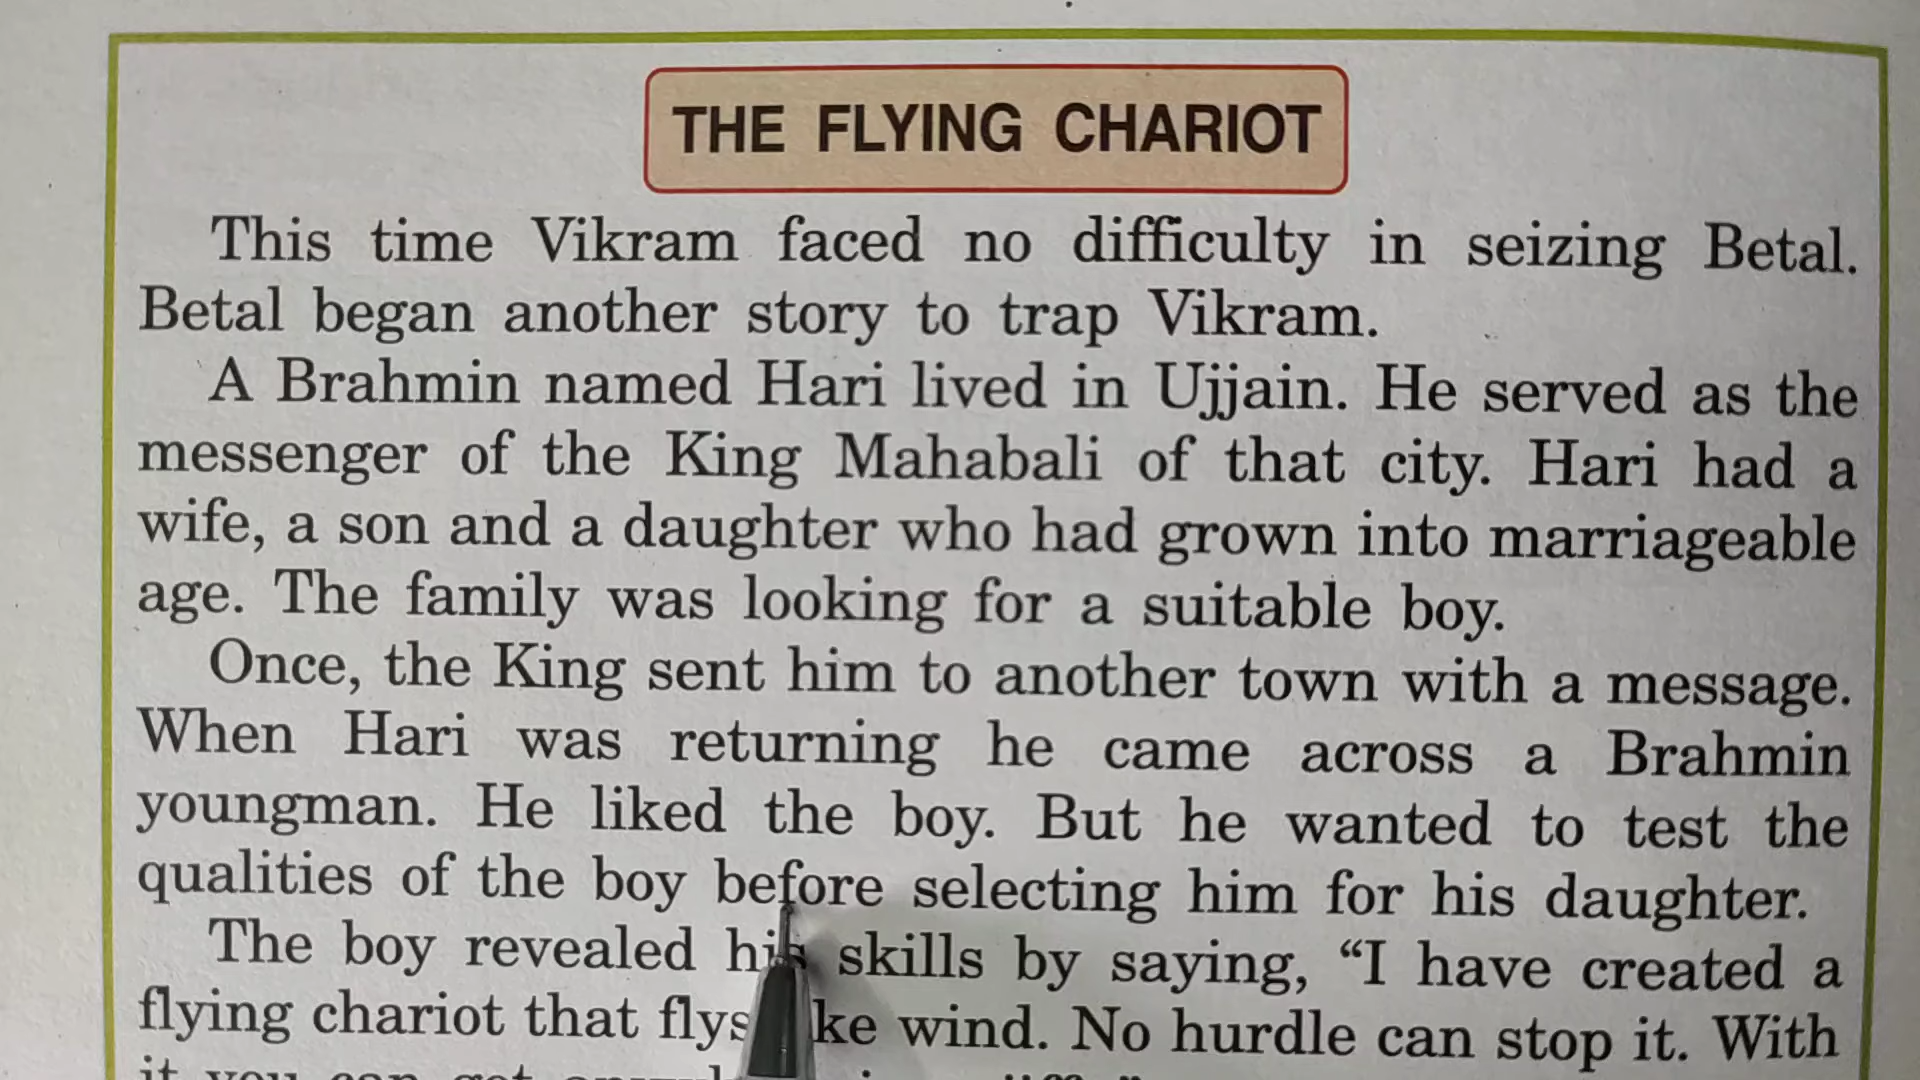 THE FLYING CHARIOT
This time Vikram faced no difficulty in seizing Betal.
Betal began another story to trap Vikram.
A Brahmin named Hari lived in Ujjain. He served as the
messenger of the King Mahabali of that city. Hari had a
wife, a son and a daughter who had grown into marriageable
age. The family was looking for a suitable boy.
Once, the King sent him to another town with a message.
When Hari was returning he came across a Brahmin
youngman. He liked the boy. But he wanted to test the
qualities of the boy before selecting him for his daughter.
The boy revealed his skills by saying, “I have created a
flying chariot that flys wind. No hurdle can stop it. With
it you can get